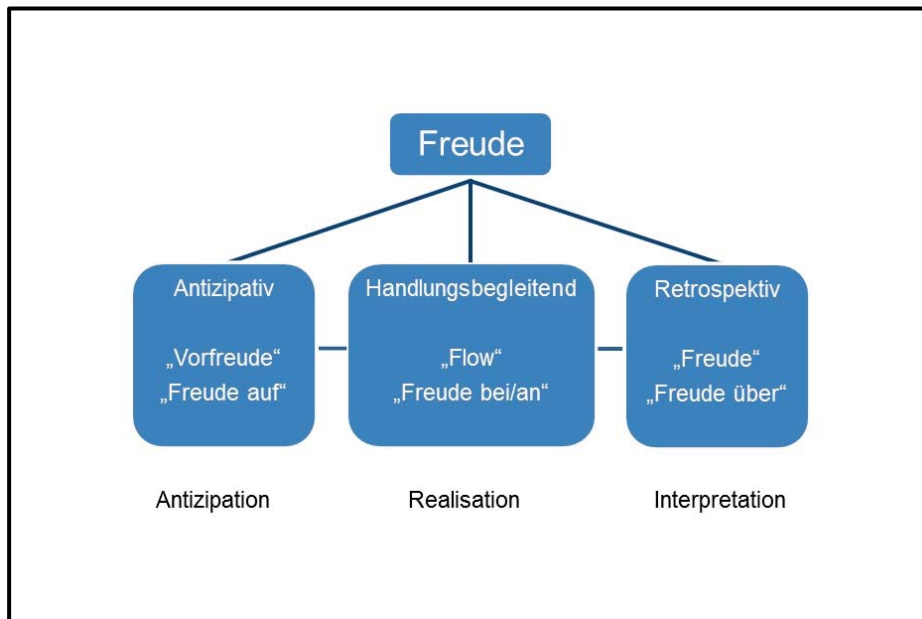 Freude
Antizipativ
„Vorfreude“
„Freude auf“
Handlungsbegleitend
„Flow“
„Freude bei/an“
Retrospektiv
„Freude“
„Freude über“
Antizipation
Realisation
Interpretation